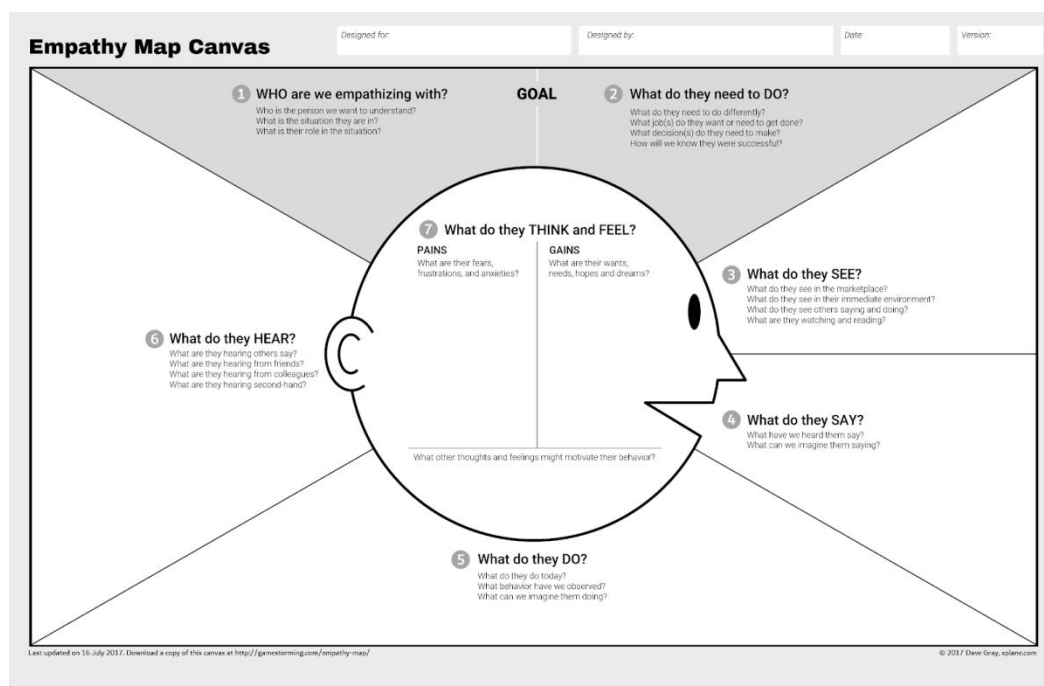 Empathy Map Canvas
Designed for:
Designed by:
Date:
Version:
1 WHO are we empathizing with?
Who is the person we want to understand?
What is the situation they are in?
What is their role in the situation?
GOAL
2 What do they need to DO?
What do they need to do differently?
What job(s) do they want or need to get done?
What decision(s) do they need to make?
How will we know they were successful?
7 What do they THINK and FEEL?
PAINS
What are their fears,
frustrations, and anxieties?
GAINS
What are their wants,
needs, hopes and dreams?
What other thoughts and feelings might motivate their behavior?
3 What do they SEE?
What do they see in the marketplace?
What do they see in their immediate environment?
What do they see others saying and doing?
What are they watching and reading?
4 What do they SAY?
What have we heard them say?
What can we imagine them saying?
5 What do they DO?
What do they do today?
What behavior have we observed?
What can we imagine them doing?
6 What do they HEAR?
What are they hearing others say?
What are they hearing from friends?
What are they hearing from colleagues?
What are they hearing second-hand?
Last updated on 16 July 2017. Download a copy of this canvas at http://gamestorming.com/empathy-map/
© 2017 Dave Gray, xplane.com